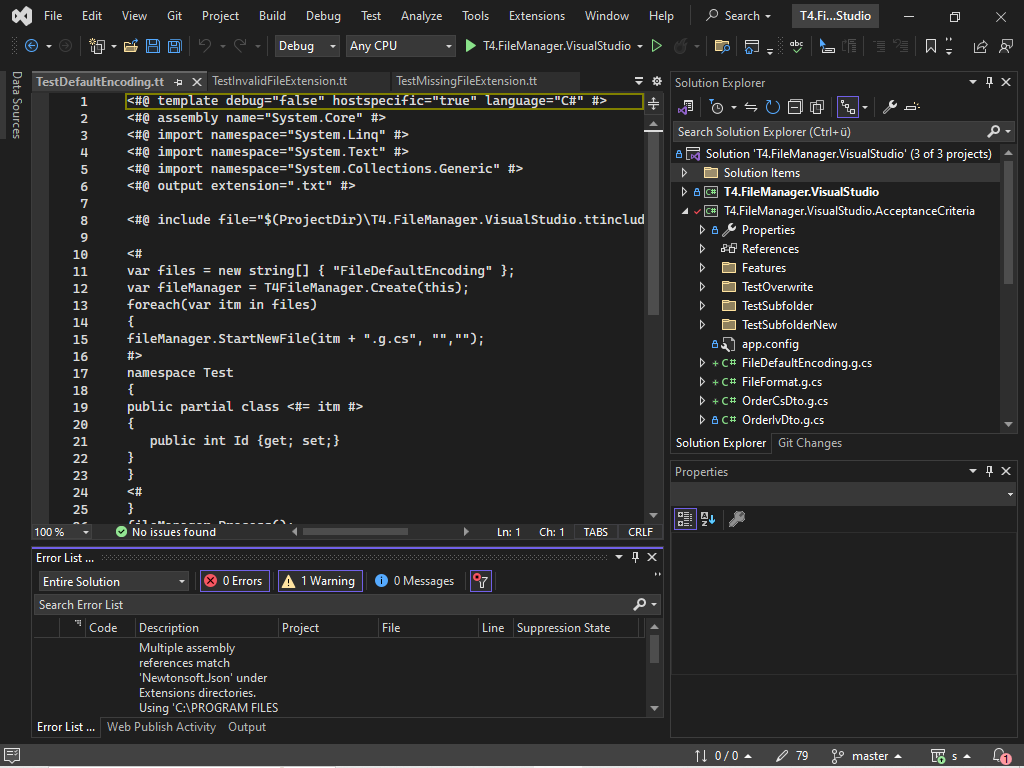 File Edit View Git Project Build Debug Test Analyze Tools Extensions Window Help Search T4.Fi...Studio
Debug Any CPU T4.FileManager.VisualStudio
Data Sources
TestDefaultEncoding.tt TestInvalidFileExtension.tt TestMissingFileExtension.tt
1 <#@ template debug="false" hostspecific="true" language="C#" #>
2 <#@ assembly name="System.Core" #>
3 <#@ import namespace="System.Linq" #>
4 <#@ import namespace="System.Text" #>
5 <#@ import namespace="System.Collections.Generic" #>
6 <#@ output extension=".txt" #>
7
8 <#@ include file="$(ProjectDir)\T4.FileManager.VisualStudio.ttinclud
9
10 <#
11 var files = new string[] { "FileDefaultEncoding" };
12 var fileManager = T4FileManager.Create(this);
13 foreach(var itm in files)
14 {
15 fileManager.StartNewFile(itm + ".g.cs", "","");
16 #>
17 namespace Test
18 {
19 public partial class <#= itm #>
20 {
21 public int Id {get; set;}
22 }
23 }
24 <#
25 }
26 fileManager.Process();
100 % No issues found Ln: 1 Ch: 1 TABS CRLF
Error List ...
Entire Solution 0 Errors 1 Warning 0 Messages
Search Error List
Code Description Project File Line Suppression State
Multiple assembly
references match
'Newtonsoft.Json' under
Extensions directories.
Using 'C:\PROGRAM FILES
Error List ... Web Publish Activity Output
Solution Explorer
Search Solution Explorer (Ctrl+ü)
Solution 'T4.FileManager.VisualStudio' (3 of 3 projects)
Solution Items
C# T4.FileManager.VisualStudio
C# T4.FileManager.VisualStudio.AcceptanceCriteria
Properties
References
Features
TestOverwrite
TestSubfolder
TestSubfolderNew
app.config
+ C# FileDefaultEncoding.g.cs
+ C# FileFormat.g.cs
+ C# OrderCsDto.g.cs
C# OrderlvDto.g.cs
Solution Explorer Git Changes
Properties
0 / 0 79 master s 1